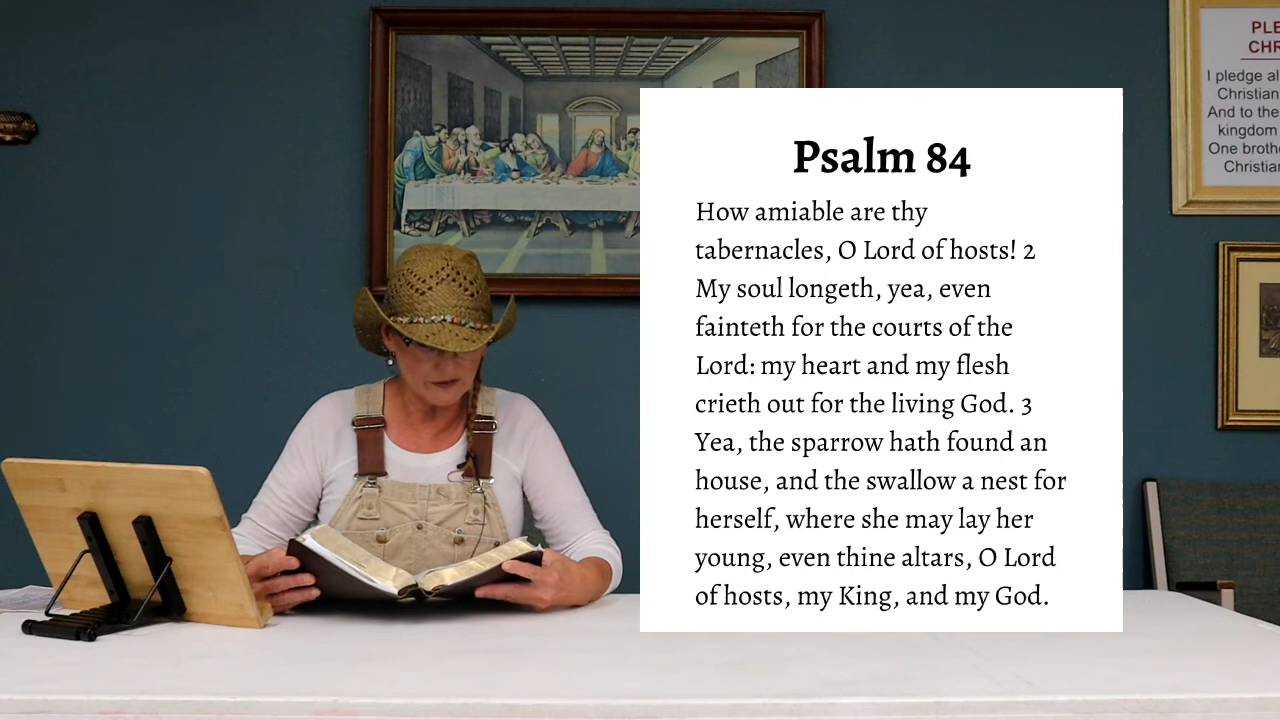 Psalm 84
How amiable are thy
tabernacles, O Lord of hosts! 2
My soul longeth, yea, even
fainteth for the courts of the
Lord: my heart and my flesh
crieth out for the living God. 3
Yea, the sparrow hath found an
house, and the swallow a nest for
herself, where she may lay her
young, even thine altars, O Lord
of hosts, my King, and my God.
PLE
CHR
I pledge al
Christian
And to the
kingdom
One brothe
Christian